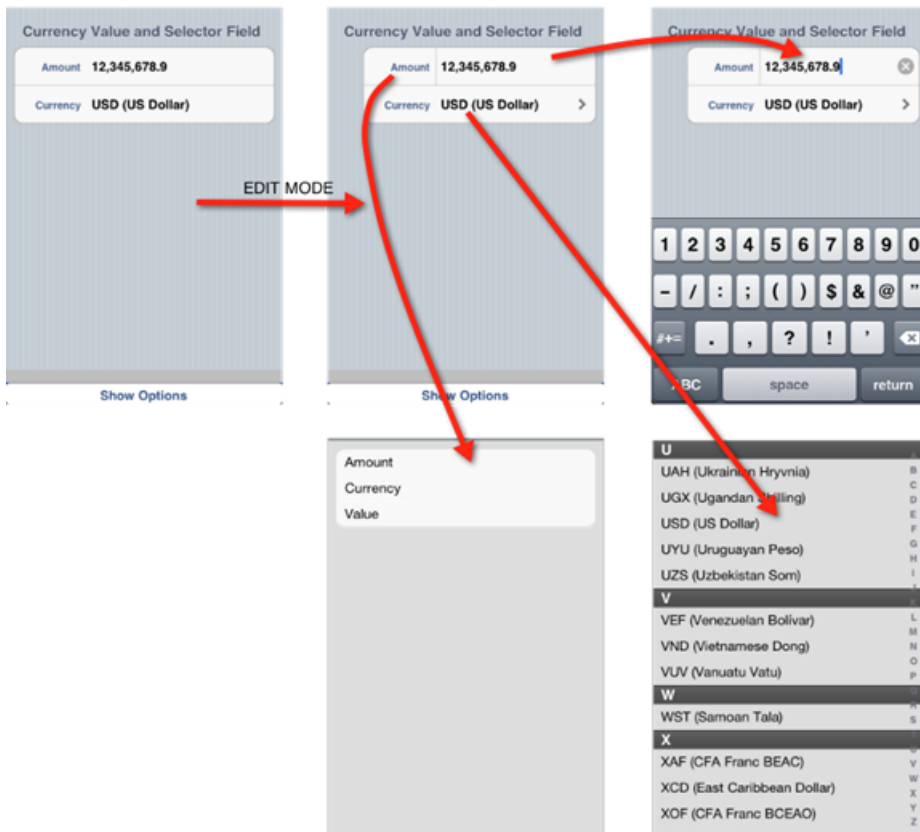 Currency Value and Selector Field
Amount 12,345,678.9
Currency USD (US Dollar)
Show Options
EDIT MODE
Currency Value and Selector Field
Amount 12,345,678.9
Currency USD (US Dollar) >
Show Options
Currency Value and Selector Field
Amount 12,345,678.9
Currency USD (US Dollar) >
1 2 3 4 5 6 7 8 9 0
- / : ; ( ) $ & @ "
#+= . , ? ! '
ABC space return
Amount
Currency
Value
U
UAH (Ukrainian Hryvnia)
UGX (Ugandan Shilling)
USD (US Dollar)
UYU (Uruguayan Peso)
UZS (Uzbekistan Som)
V
VEF (Venezuelan Bolívar)
VND (Vietnamese Dong)
VUV (Vanuatu Vatu)
W
WST (Samoan Tala)
X
XAF (CFA Franc BEAC)
XCD (East Caribbean Dollar)
XOF (CFA Franc BCEAO)
B
C
D
E
F
G
H
I
L
M
N
O
P
S
V
W
X
Y
Z